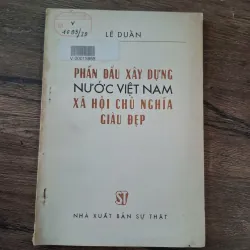 V
LÊ DUẨN
PHẤN ĐẤU XÂY DỰNG
NƯỚC VIỆT NAM
XÃ HỘI CHỦ NGHĨA
GIÀU ĐẸP
ST
NHÀ XUẤT BẢN SỰ THẬT